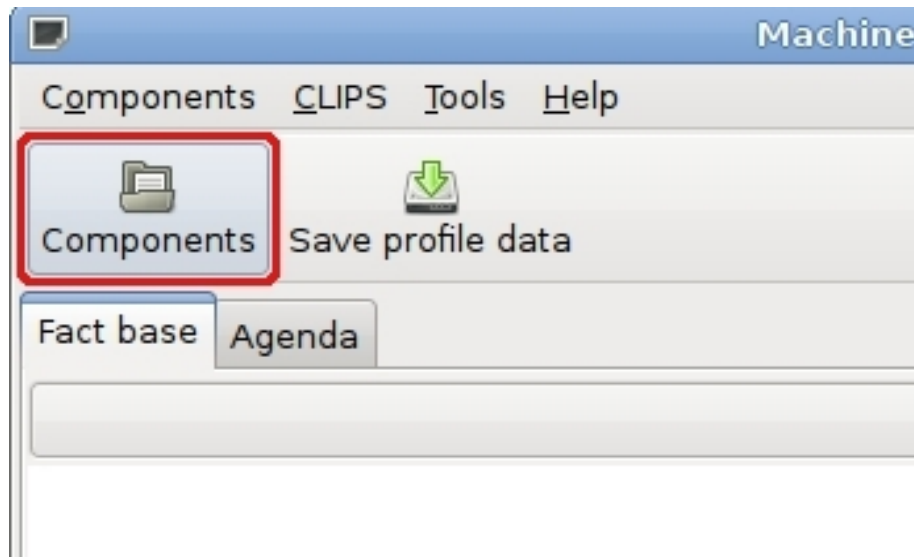 Machine
Components CLIPS Tools Help
Components Save profile data
Fact base Agenda